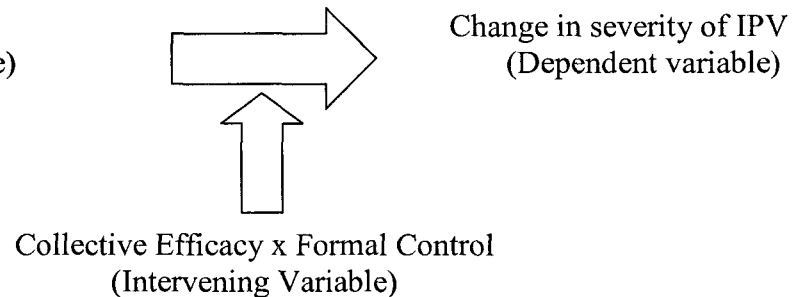 Change in severity of IPV
e)
(Dependent variable)
Collective Efficacy x Formal Control
(Intervening Variable)